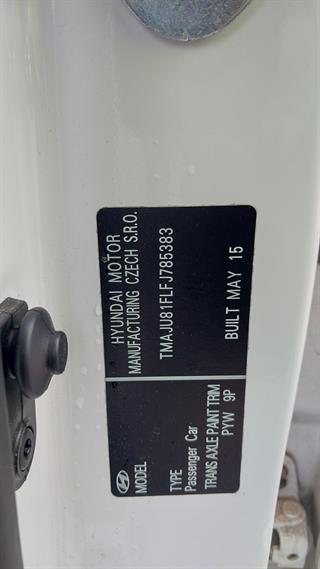 HYUNDAI MOTOR
MANUFACTURING CZECH S.R.O.
TMAJU81FLFJ785383
BUILT MAY 15
MODEL
TYPE
Passenger Car
TRANS AXLE PAINT TRIM
PYW 9P